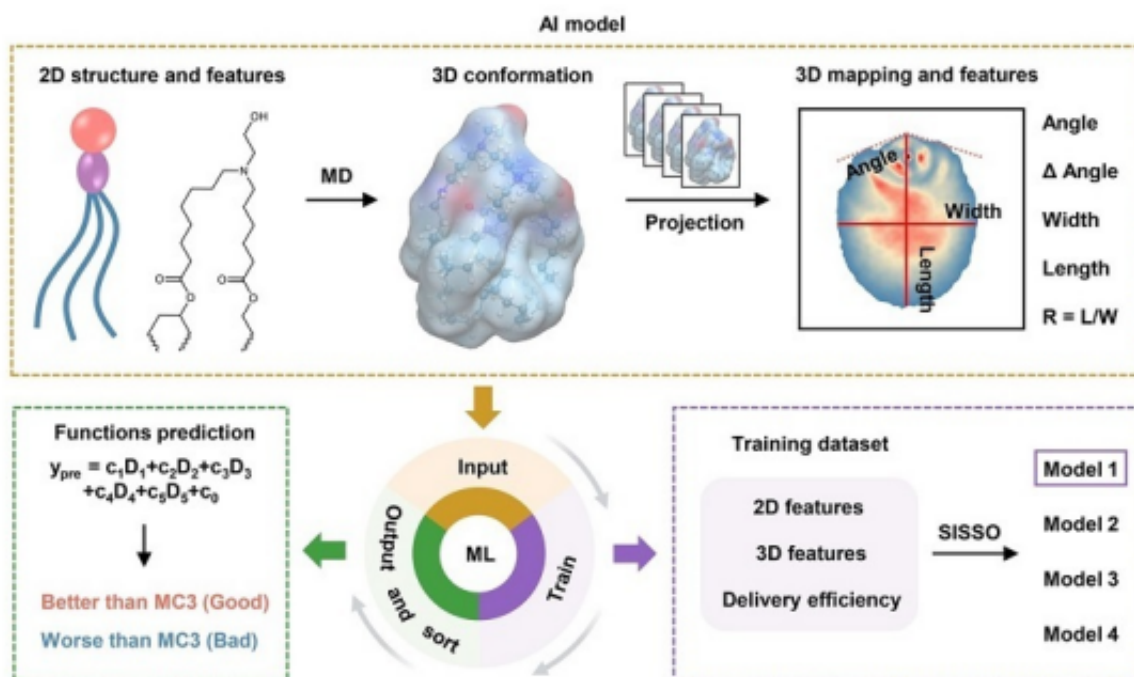 AI model
2D structure and features
3D conformation
3D mapping and features
OH
N
O
O
O
O
MD
Projection
Angle
Width
Length
Angle
Δ Angle
Width
Length
R = L/W
Functions prediction
y_pre = c₁D₁+c₂D₂+c₃D₃
+c₄D₄+c₅D₅+c₀
Better than MC3 (Good)
Worse than MC3 (Bad)
Input
ML
Train
Output and sort
Training dataset
2D features
3D features
Delivery efficiency
SISSO
Model 1
Model 2
Model 3
Model 4